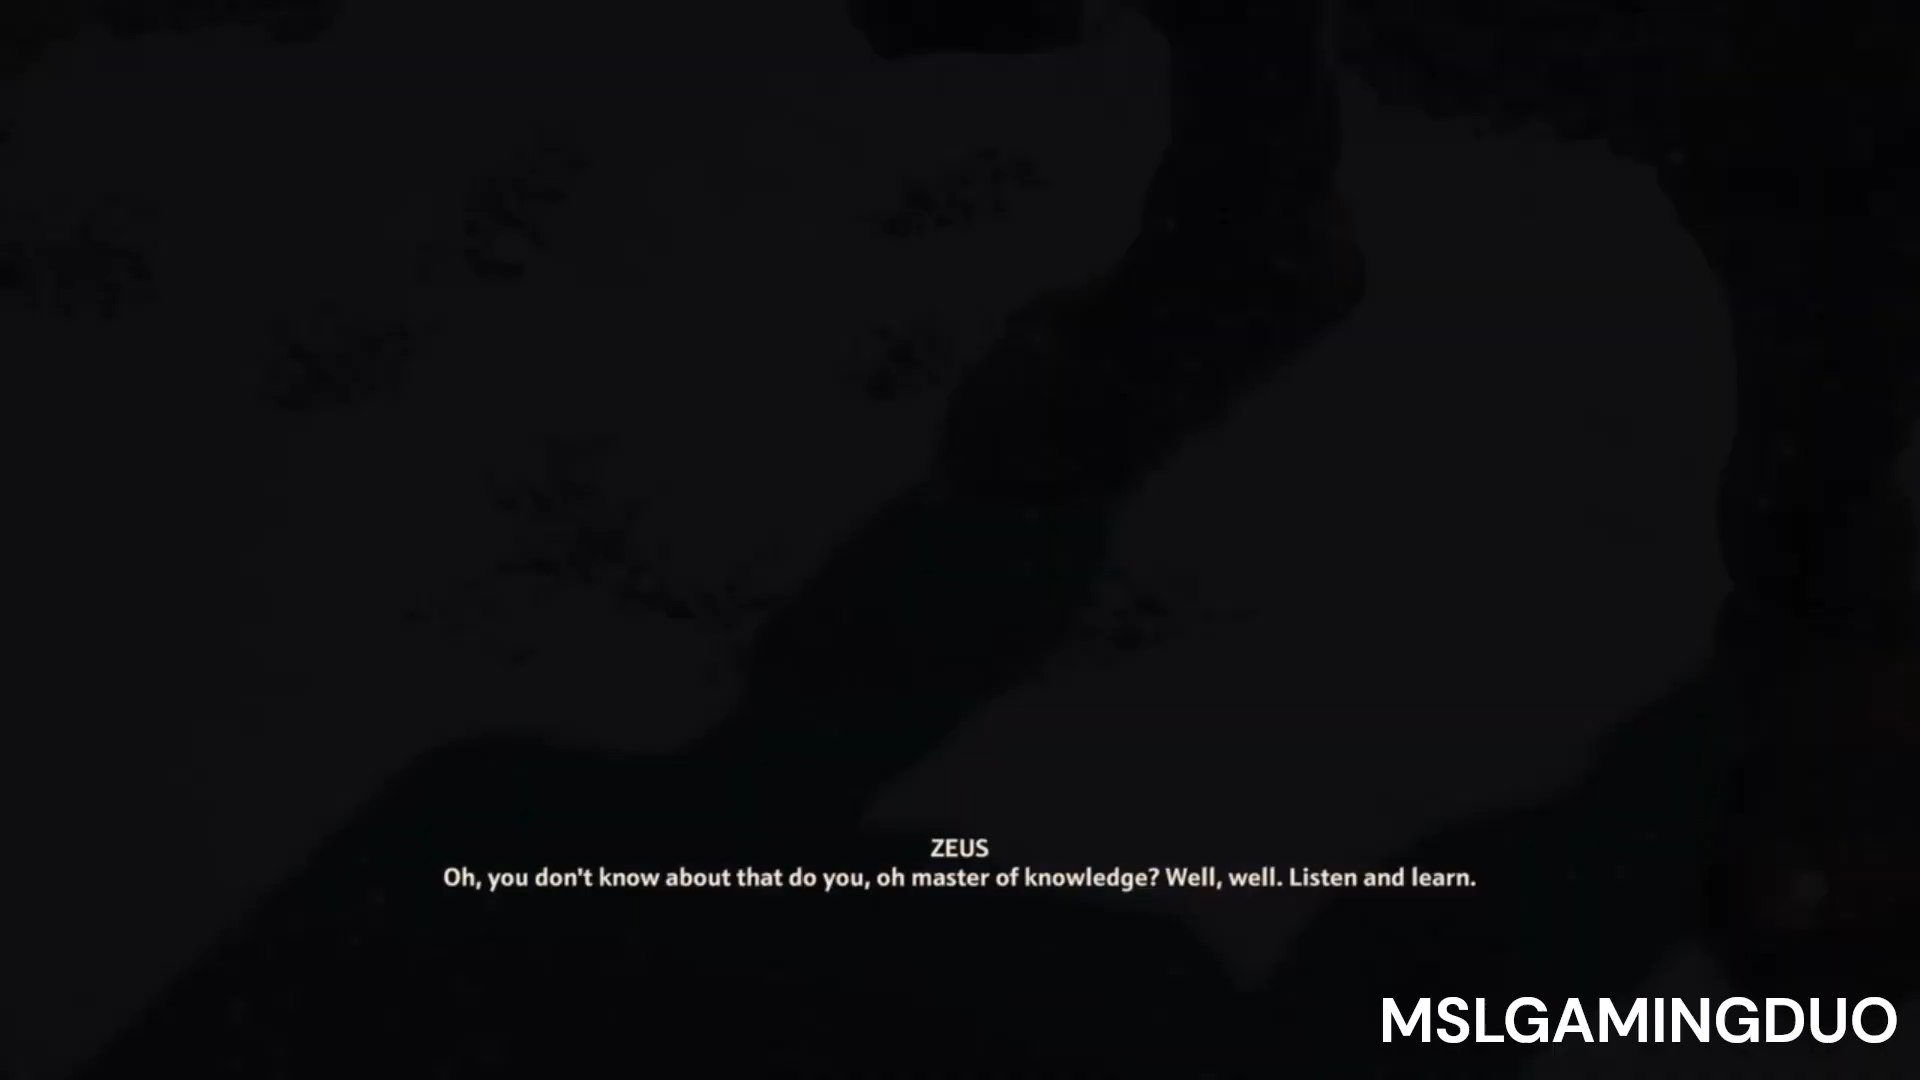 ZEUS
Oh, you don't know about that do you, oh master of knowledge? Well, well. Listen and learn.
MSLGAMINGDUO